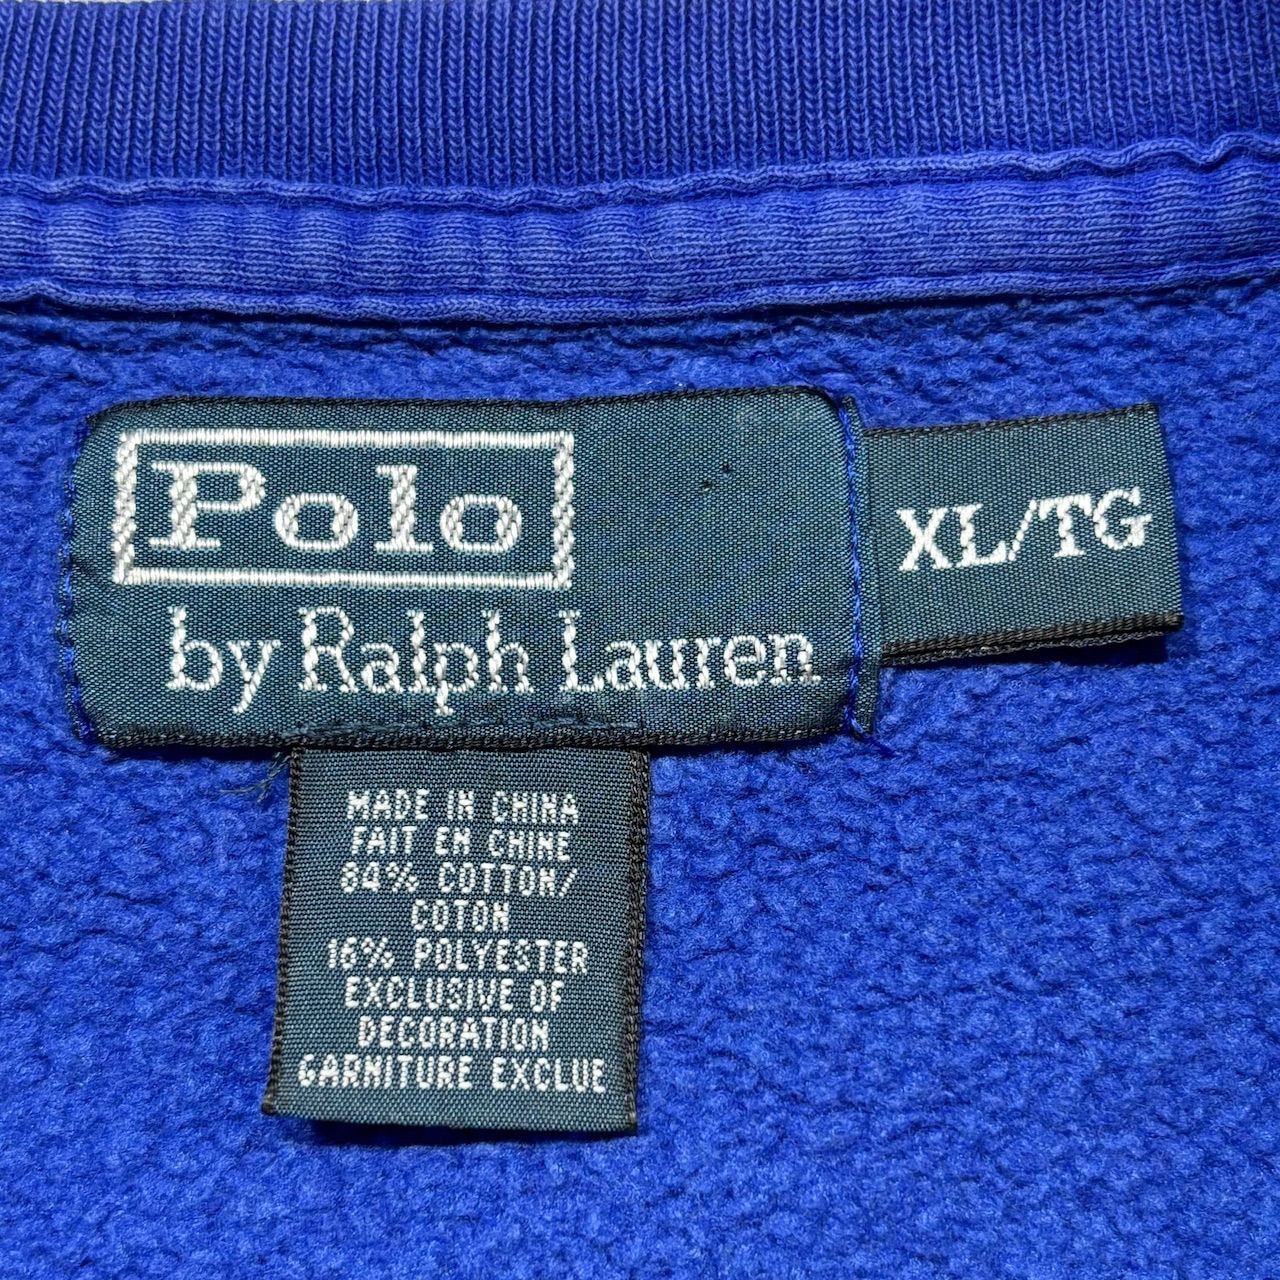 Polo
by Ralph Lauren
XL/TG
MADE IN CHINA
FAIT EN CHINE
84% COTTON/
COTON
16% POLYESTER
EXCLUSIVE OF
DECORATION
GARNITURE EXCLUE